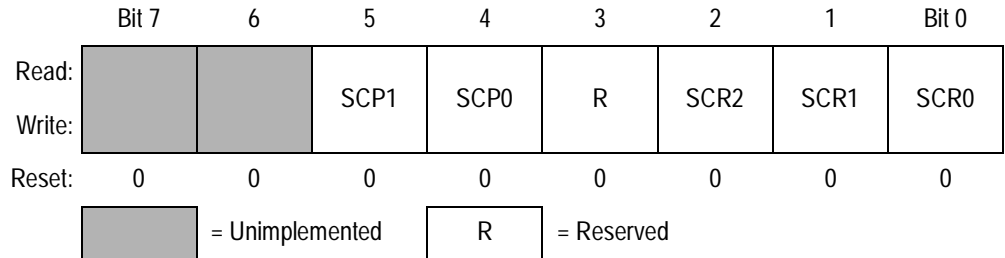 Bit 7 6 5 4 3 2 1 Bit 0
Read:
SCP1 SCP0 R SCR2 SCR1 SCR0
Write:
Reset: 0 0 0 0 0 0 0 0
= Unimplemented R = Reserved